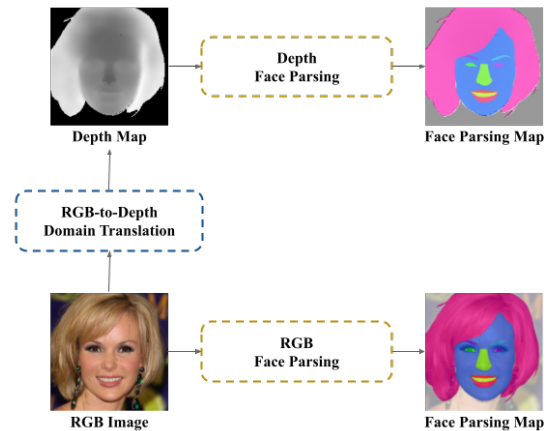 Depth
Face Parsing
Depth Map
Face Parsing Map
RGB-to-Depth
Domain Translation
RGB
Face Parsing
RGB Image
Face Parsing Map